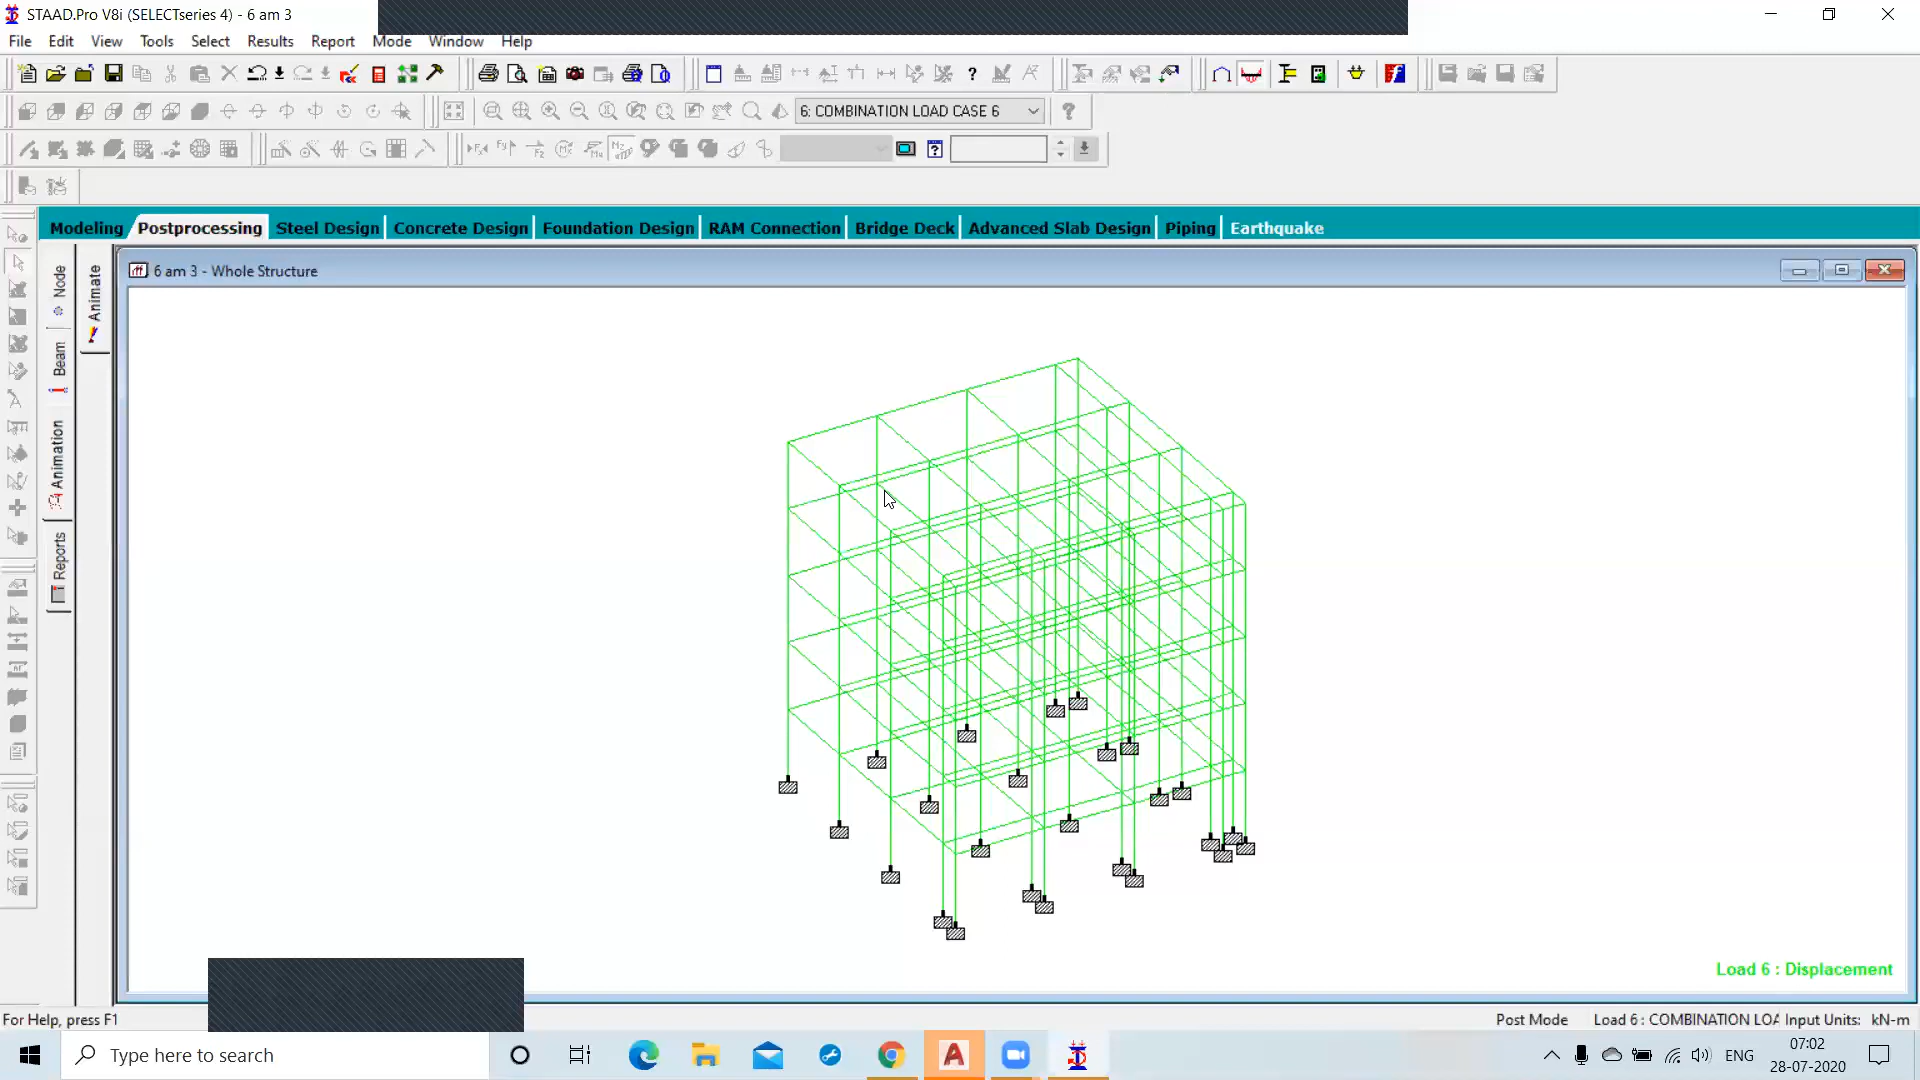 STAAD.Pro V8i (SELECTseries 4) - 6 am 3
File Edit View Tools Select Results Report Mode Window Help
6: COMBINATION LOAD CASE 6
Modeling Postprocessing Steel Design Concrete Design Foundation Design RAM Connection Bridge Deck Advanced Slab Design Piping Earthquake
Node
Beam
Animation
Reports
Animate
6 am 3 - Whole Structure
Load 6 : Displacement
For Help, press F1
Post Mode Load 6 : COMBINATION LOA Input Units: kN-m
Type here to search
ENG
07:02
28-07-2020